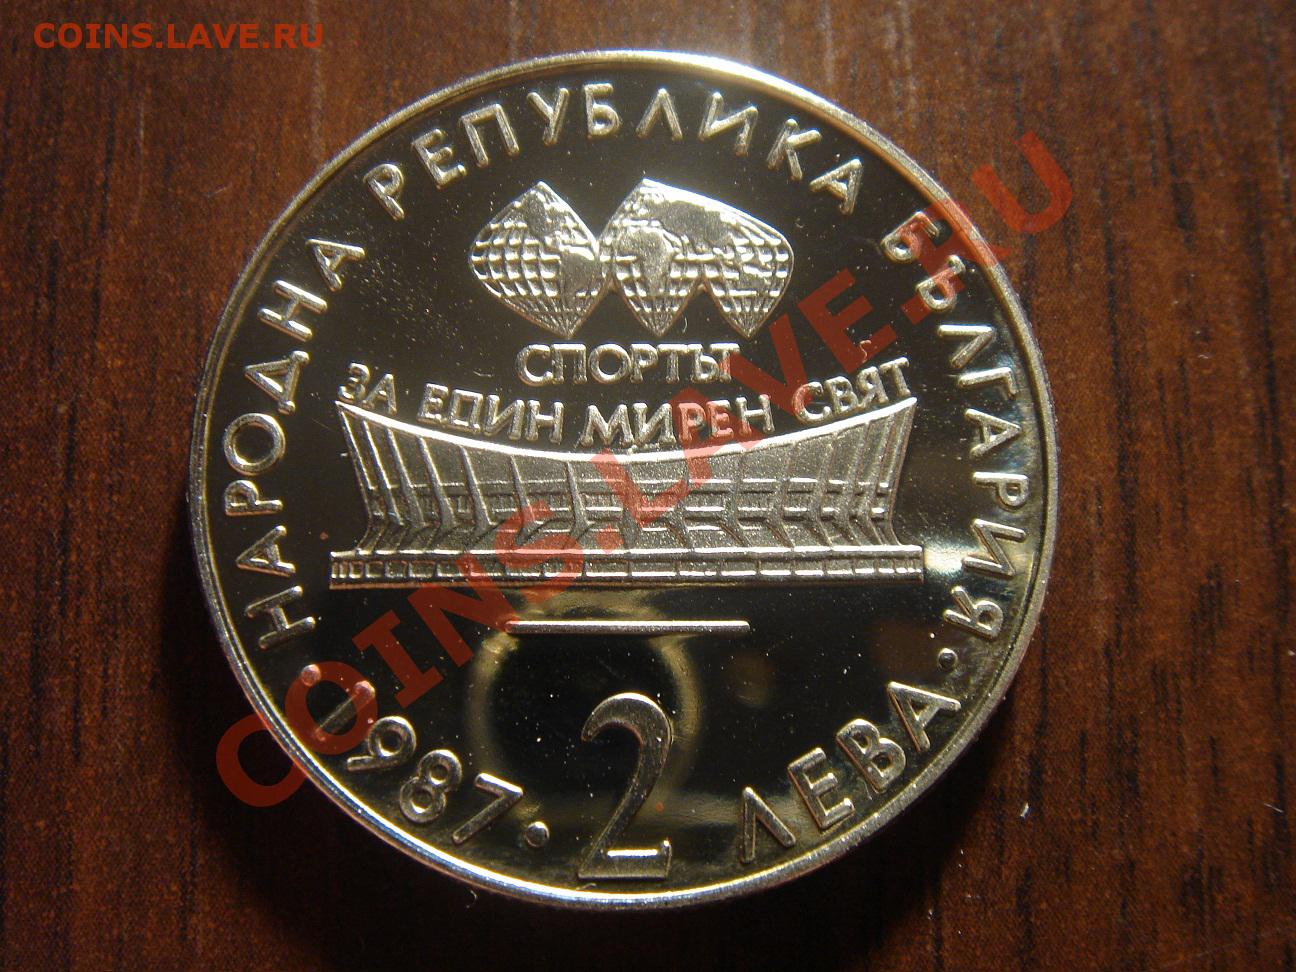 COINS.LAVE.RU
НАРОДНА РЕПУБЛИКА БЪЛГАРИЯ
СПОРТЪТ
ЗА ЕДИН МИРЕН СВЯТ
1987 · 2 ЛЕВА
COINS.LAVE.RU